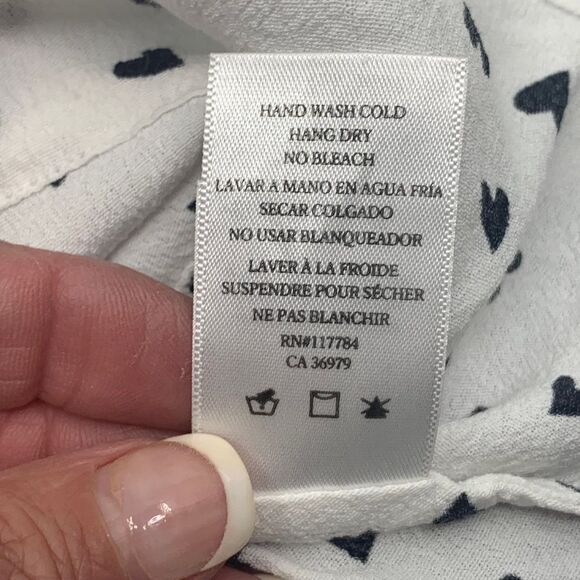 HAND WASH COLD
HANG DRY
NO BLEACH
LAVAR A MANO EN AGUA FRÍA
SECAR COLGADO
NO USAR BLANQUEADOR
LAVER À LA FROIDE
SUSPENDRE POUR SÉCHER
NE PAS BLANCHIR
RN#117784
CA 36979